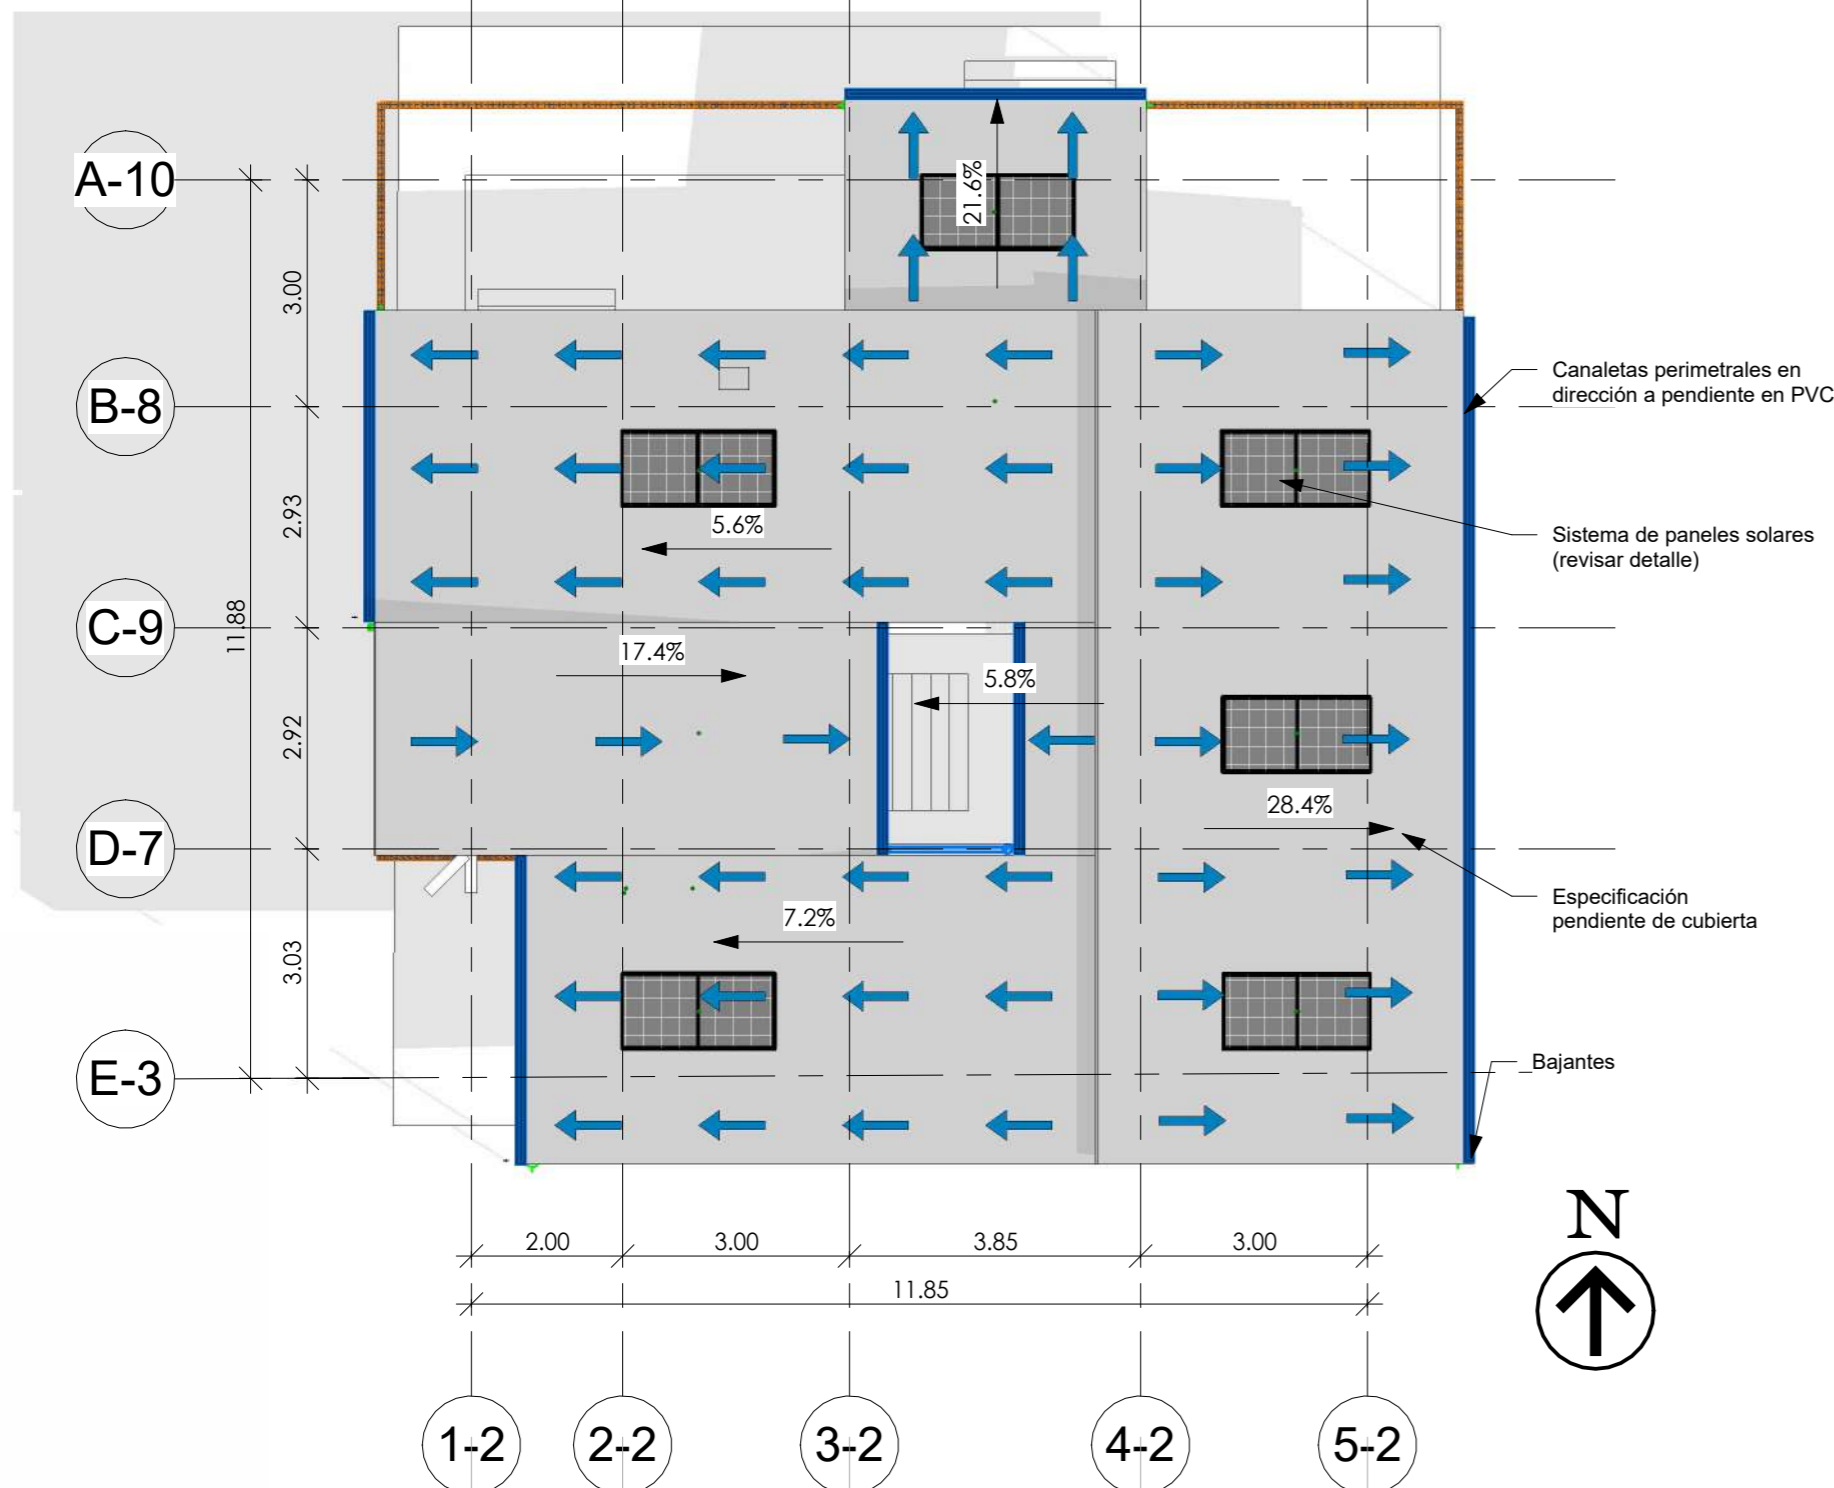 A-10
21.6%
3.00
B-8
Canaletas perimetrales en
dirección a pendiente en PVC
2.93
5.6%
Sistema de paneles solares
(revisar detalle)
C-9
11.88
17.4%
5.8%
2.92
28.4%
D-7
Especificación
pendiente de cubierta
7.2%
3.03
E-3
Bajantes
N
2.00
3.00
3.85
3.00
11.85
1-2
2-2
3-2
4-2
5-2